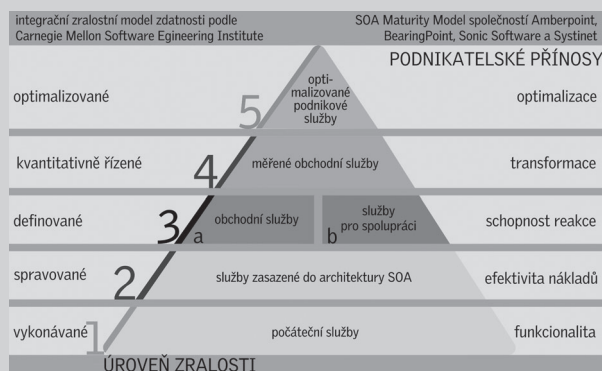 integrační zralostní model zdatnosti podle
Carnegie Mellon Software Egineering Institute
SOA Maturity Model společností Amberpoint,
BearingPoint, Sonic Software a Systinet
PODNIKATELSKÉ PŘÍNOSY
optimalizované
5
opti-
malizované
podnikové
služby
optimalizace
kvantitativně řízené
4
měřené obchodní služby
transformace
definované
3
a
obchodní služby
b
služby
pro spolupráci
schopnost reakce
spravované
2
služby zasazené do architektury SOA
efektivita nákladů
vykonávané
1
počáteční služby
funkcionalita
ÚROVEŇ ZRALOSTI